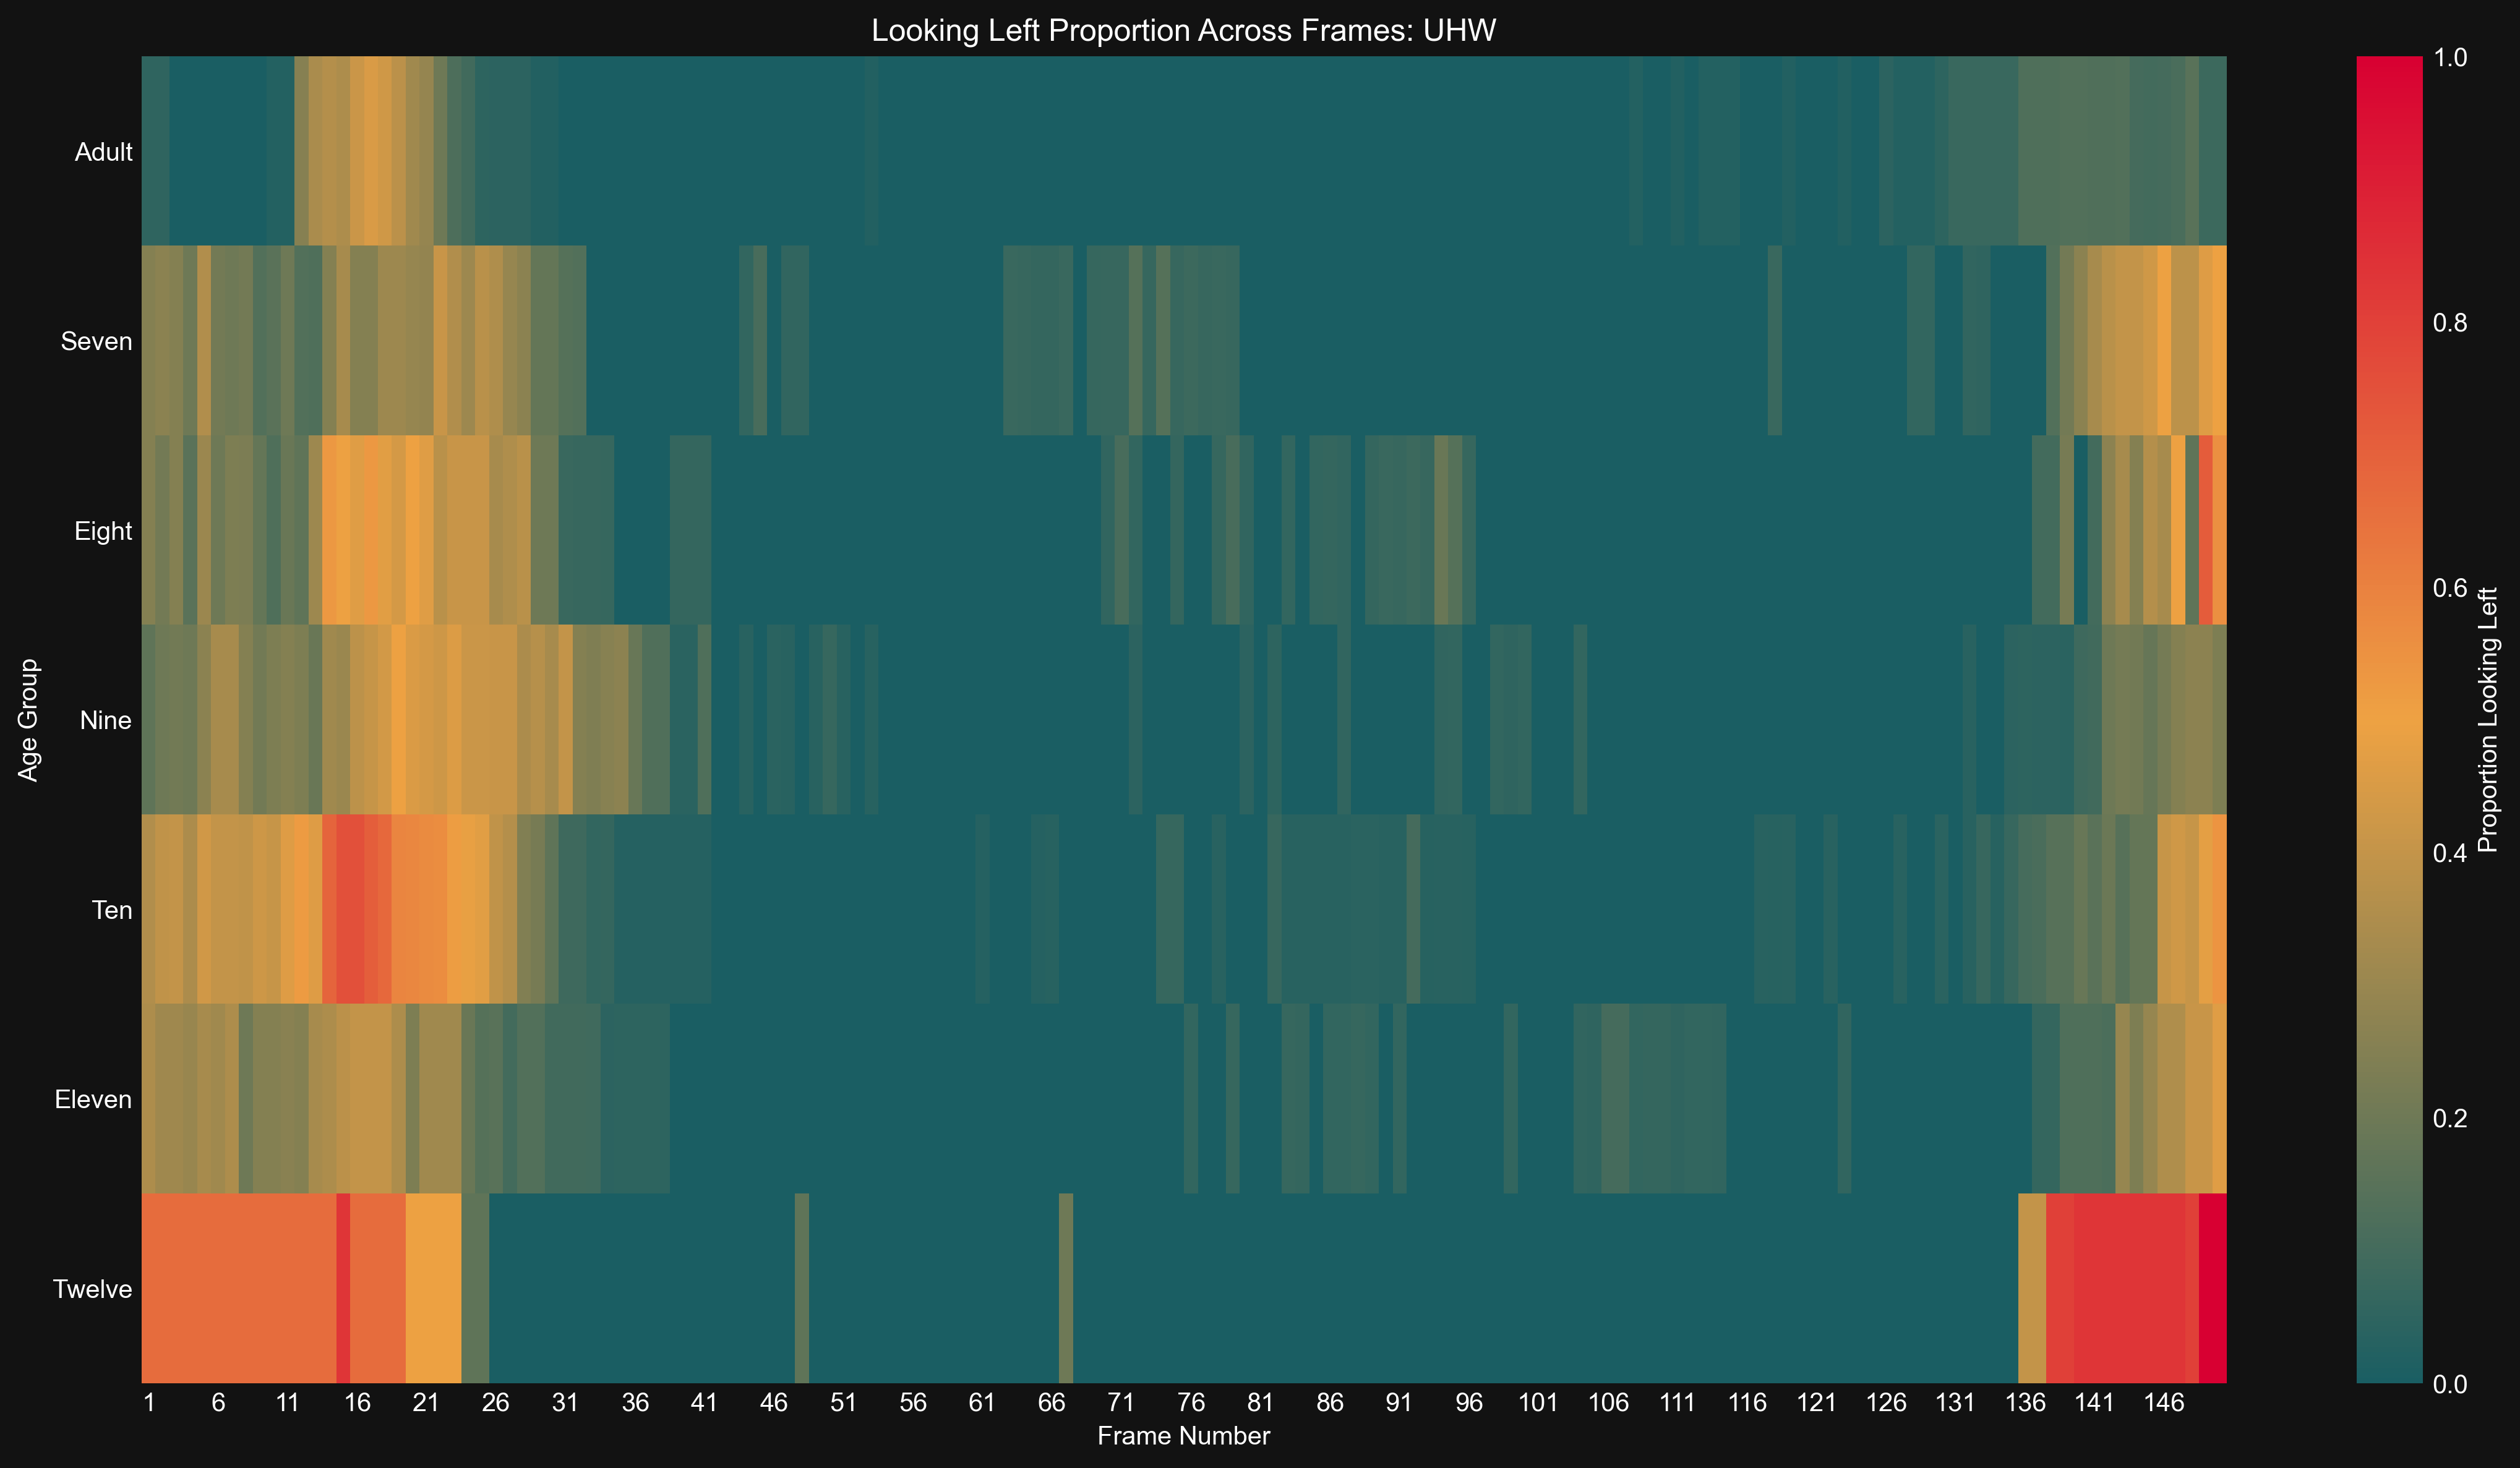 Looking Left Proportion Across Frames: UHW
Age Group
Adult
Seven
Eight
Nine
Ten
Eleven
Twelve
1 6 11 16 21 26 31 36 41 46 51 56 61 66 71 76 81 86 91 96 101 106 111 116 121 126 131 136 141 146
Frame Number
1.0
0.8
0.6
0.4
0.2
0.0
Proportion Looking Left